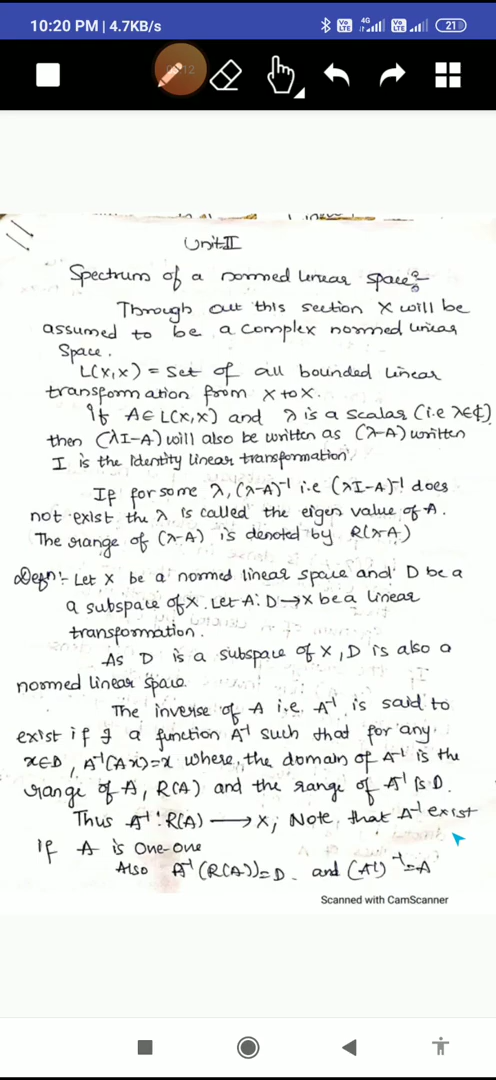 10:20 PM | 4.7KB/s
4G
21
Unit II
Spectrum of a normed linear space:-
Through out this section X will be
assumed to be a complex normed linear
Space.
L(X,X) = Set of all bounded linear
transformation from X to X.
If A∈L(X,X) and λ is a scalar (i.e λ∈₵)
then (λI-A) will also be written as (λ-A) written
I is the identity linear transformation.
If for some λ, (λ-A)⁻¹ i.e (λI-A)⁻¹ does
not exist the λ is called the eigen value of A.
The range of (λ-A) is denoted by R(λ-A)
Defn:- Let X be a normed linear space and D be a
a subspace of X. Let A: D→X be a linear
transformation.
As D is a subspace of X, D is also a
normed linear space.
The inverse of A i.e. A⁻¹ is said to
exist if ∃ a function A⁻¹ such that for any
x∈D, A⁻¹(Ax)=x where, the domain of A⁻¹ is the
range of A, R(A) and the range of A⁻¹ is D.
Thus A⁻¹: R(A) → X, Note, that A⁻¹ exist
If A is One-One
Also A⁻¹(R(A))=D. and (A⁻¹)⁻¹=A
Scanned with CamScanner